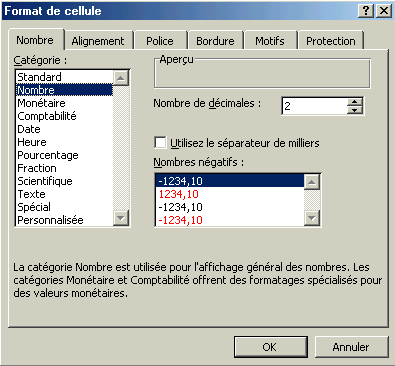 Format de cellule
Nombre Alignement Police Bordure Motifs Protection
Catégorie :
Standard
Nombre
Monétaire
Comptabilité
Date
Heure
Pourcentage
Fraction
Scientifique
Texte
Spécial
Personnalisée
Aperçu
Nombre de décimales : 2
Utilisez le séparateur de milliers
Nombres négatifs :
-1234,10
1234,10
-1234,10
-1234,10
La catégorie Nombre est utilisée pour l'affichage général des nombres. Les
catégories Monétaire et Comptabilité offrent des formatages spécialisés pour
des valeurs monétaires.
OK Annuler